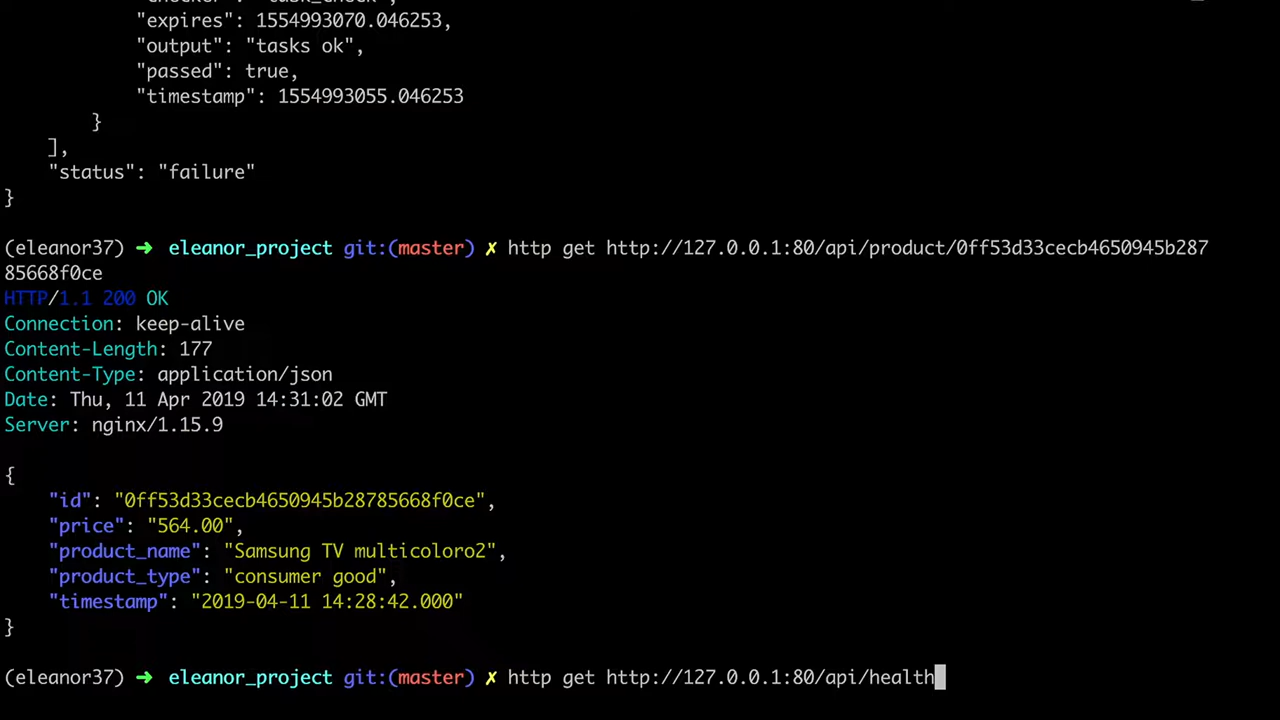 "expires": 1554993070.046253,
"output": "tasks ok",
"passed": true,
"timestamp": 1554993055.046253
}
],
"status": "failure"
}
(eleanor37) ➜ eleanor_project git:(master) ✗ http get http://127.0.0.1:80/api/product/0ff53d33cecb4650945b287
85668f0ce
HTTP/1.1 200 OK
Connection: keep-alive
Content-Length: 177
Content-Type: application/json
Date: Thu, 11 Apr 2019 14:31:02 GMT
Server: nginx/1.15.9
{
"id": "0ff53d33cecb4650945b28785668f0ce",
"price": "564.00",
"product_name": "Samsung TV multicoloro2",
"product_type": "consumer good",
"timestamp": "2019-04-11 14:28:42.000"
}
(eleanor37) ➜ eleanor_project git:(master) ✗ http get http://127.0.0.1:80/api/health